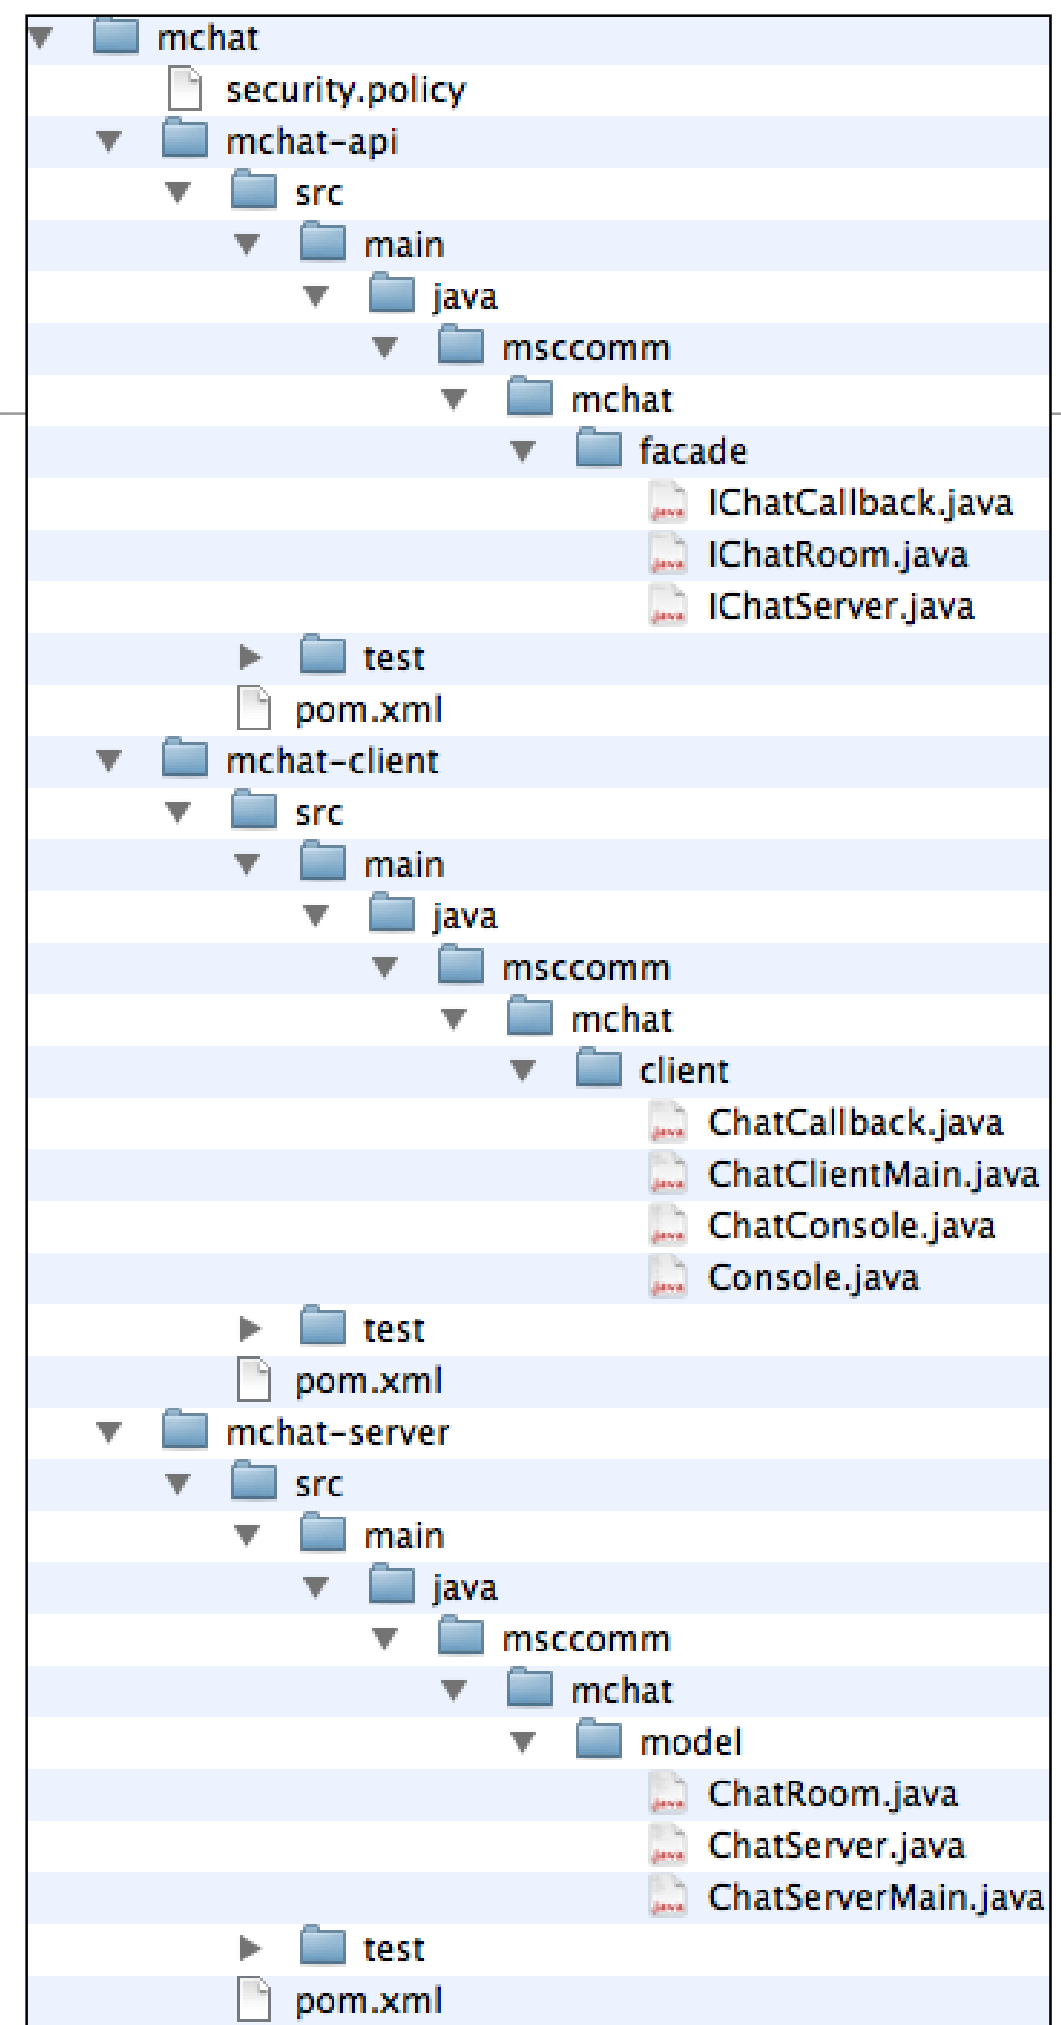 mchat
security.policy
mchat-api
src
main
java
msccomm
mchat
facade
IChatCallback.java
IChatRoom.java
IChatServer.java
test
pom.xml
mchat-client
src
main
java
msccomm
mchat
client
ChatCallback.java
ChatClientMain.java
ChatConsole.java
Console.java
test
pom.xml
mchat-server
src
main
java
msccomm
mchat
model
ChatRoom.java
ChatServer.java
ChatServerMain.java
test
pom.xml